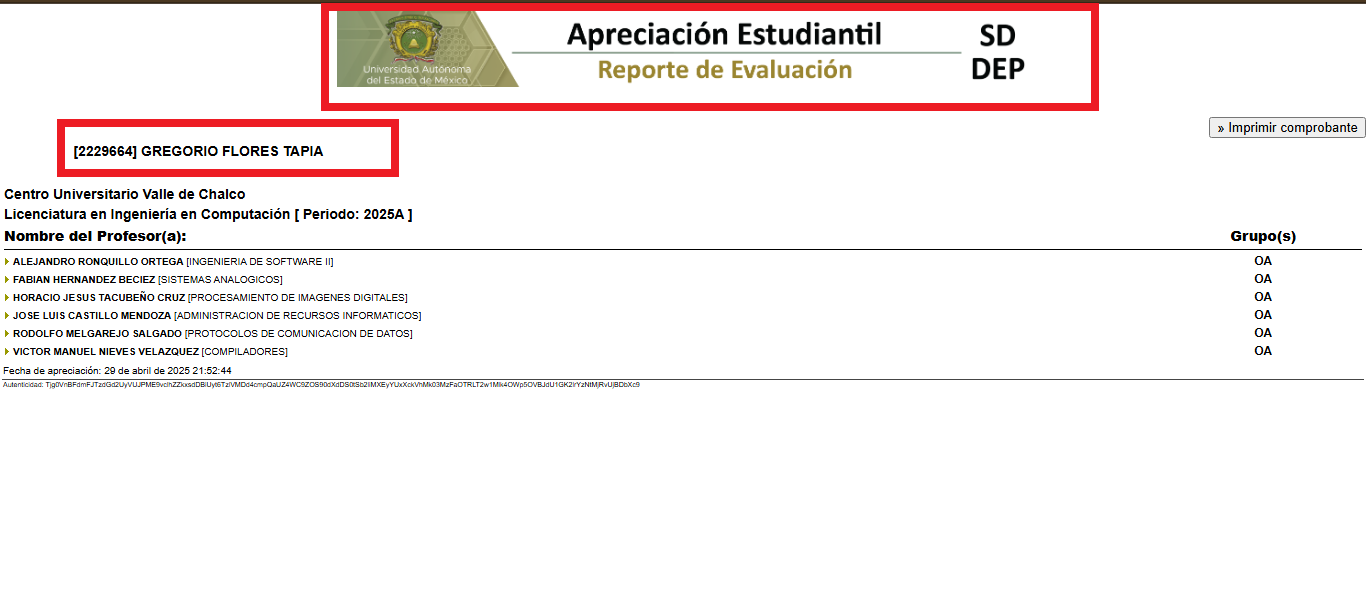 Universidad Autónoma
del Estado de México
Apreciación Estudiantil
Reporte de Evaluación
SD
DEP
» Imprimir comprobante
[2229664] GREGORIO FLORES TAPIA
Centro Universitario Valle de Chalco
Licenciatura en Ingeniería en Computación [ Periodo: 2025A ]
Nombre del Profesor(a): Grupo(s)
ALEJANDRO RONQUILLO ORTEGA [INGENIERIA DE SOFTWARE II] OA
FABIAN HERNANDEZ BECIEZ [SISTEMAS ANALOGICOS] OA
HORACIO JESUS TACUBEÑO CRUZ [PROCESAMIENTO DE IMAGENES DIGITALES] OA
JOSE LUIS CASTILLO MENDOZA [ADMINISTRACION DE RECURSOS INFORMATICOS] OA
RODOLFO MELGAREJO SALGADO [PROTOCOLOS DE COMUNICACION DE DATOS] OA
VICTOR MANUEL NIEVES VELAZQUEZ [COMPILADORES] OA
Fecha de apreciación: 29 de abril de 2025 21:52:44
Autenticidad: